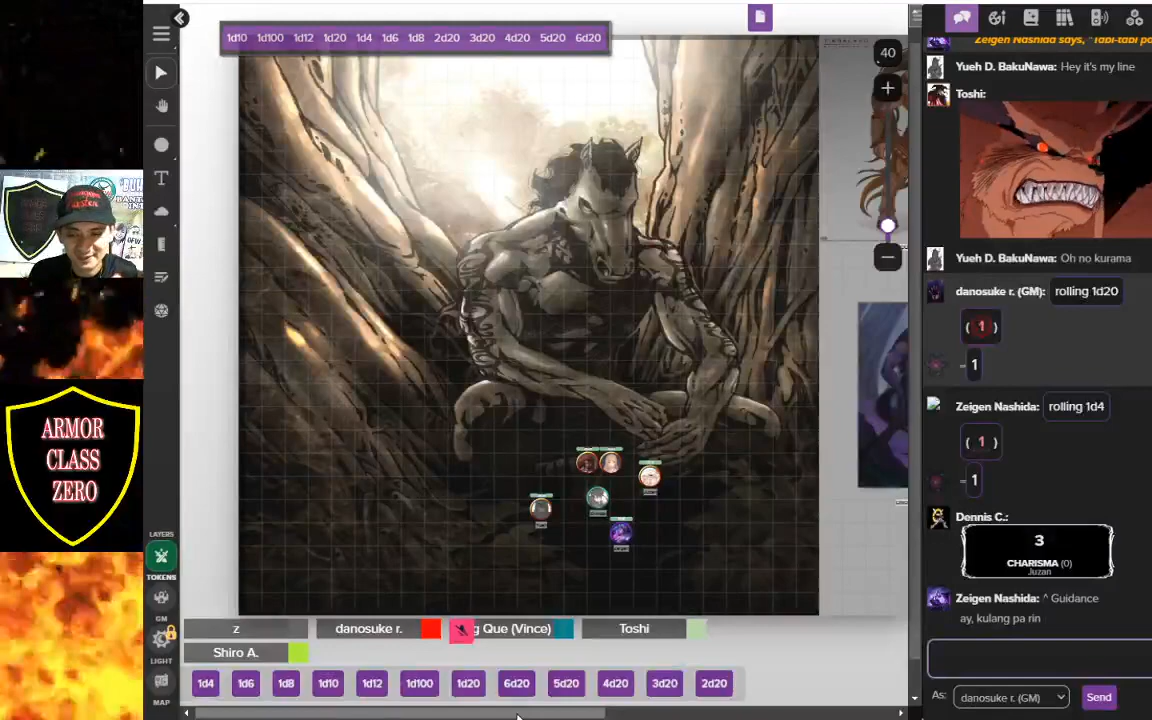 1d10 1d100 1d12 1d20 1d4 1d6 1d8 2d20 3d20 4d20 5d20 6d20
40
Zeigen Nashida says, "Tabi-tabi po
Yueh D. BakuNawa: Hey it's my line
Toshi:
Yueh D. BakuNawa: Oh no kurama
danosuke r. (GM): rolling 1d20
( 1 )
= 1
Zeigen Nashida: rolling 1d4
( 1 )
= 1
Dennis C.:
3
CHARISMA (0)
Juzan
Zeigen Nashida: ^ Guidance
ay, kulang pa rin
As: danosuke r. (GM) Send
ARMOR
CLASS
ZERO
LAYERS
TOKENS
GM
LIGHT
MAP
z danosuke r. g Que (Vince) Toshi
Shiro A.
1d4 1d6 1d8 1d10 1d12 1d100 1d20 6d20 5d20 4d20 3d20 2d20